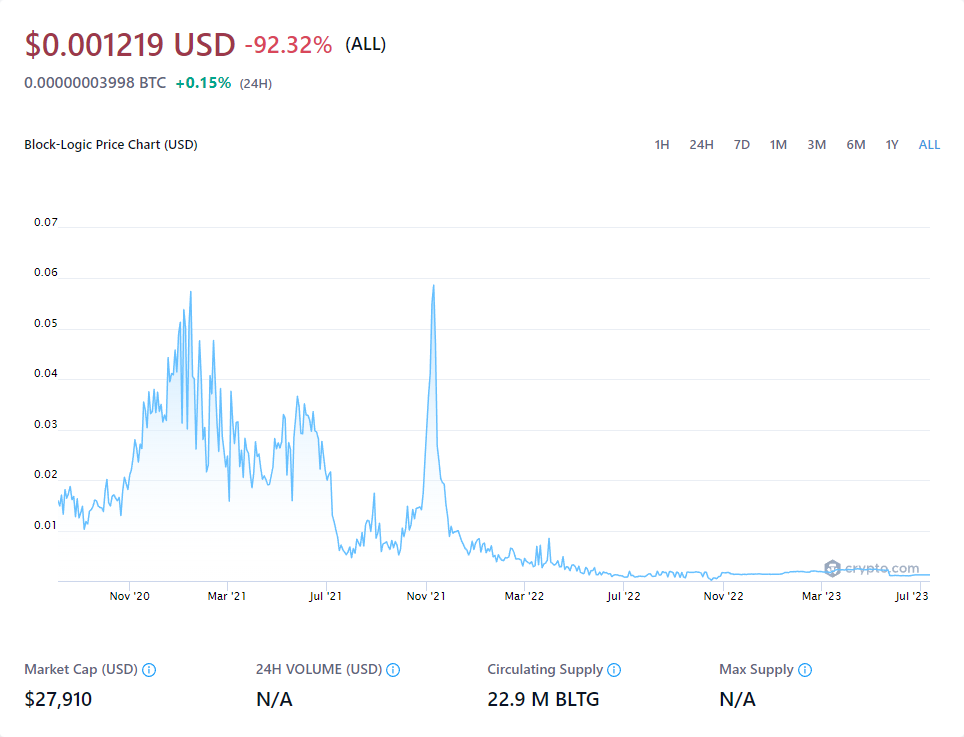 $0.001219 USD -92.32% (ALL)
0.00000003998 BTC +0.15% (24H)
Block-Logic Price Chart (USD)
1H 24H 7D 1M 3M 6M 1Y ALL
0.07
0.06
0.05
0.04
0.03
0.02
0.01
crypto.com
Nov '20 Mar '21 Jul '21 Nov '21 Mar '22 Jul '22 Nov '22 Mar '23 Jul '23
Market Cap (USD) 24H VOLUME (USD) Circulating Supply Max Supply
$27,910 N/A 22.9 M BLTG N/A